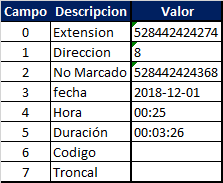 Campo Descripcion Valor
0 Extension 528442424274
1 Direccion 8
2 No Marcado 528442424368
3 fecha 2018-12-01
4 Hora 00:25
5 Duración 00:03:26
6 Codigo
7 Troncal